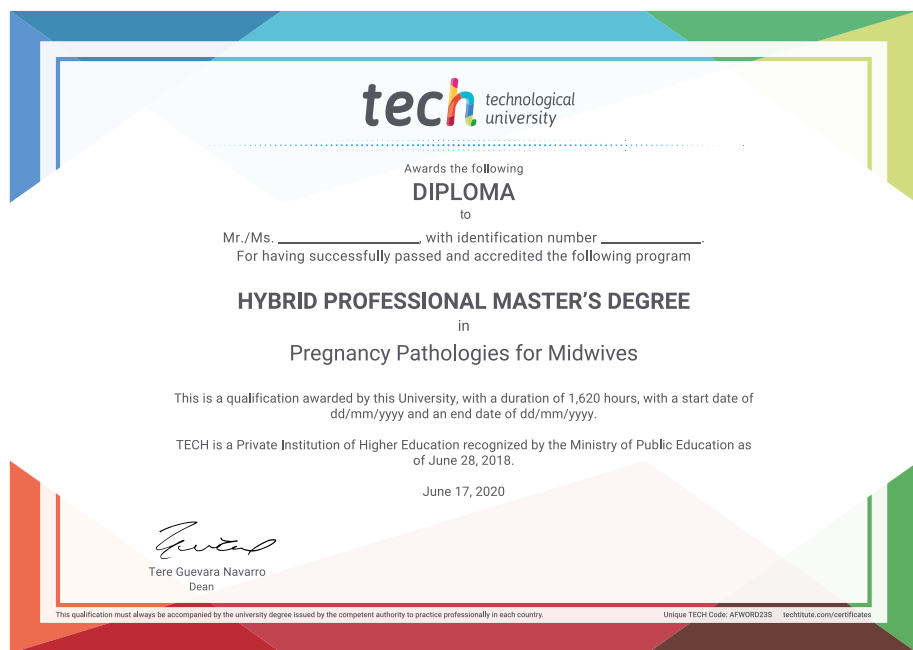 tech technological
university
Awards the following
DIPLOMA
to
Mr./Ms. ____________________, with identification number ______________.
For having successfully passed and accredited the following program
HYBRID PROFESSIONAL MASTER'S DEGREE
in
Pregnancy Pathologies for Midwives
This is a qualification awarded by this University, with a duration of 1,620 hours, with a start date of
dd/mm/yyyy and an end date of dd/mm/yyyy.
TECH is a Private Institution of Higher Education recognized by the Ministry of Public Education as
of June 28, 2018.
June 17, 2020
Tere Guevara Navarro
Dean
This qualification must always be accompanied by the university degree issued by the competent authority to practice professionally in each country. Unique TECH Code: AFWORD23S techtitute.com/certificates